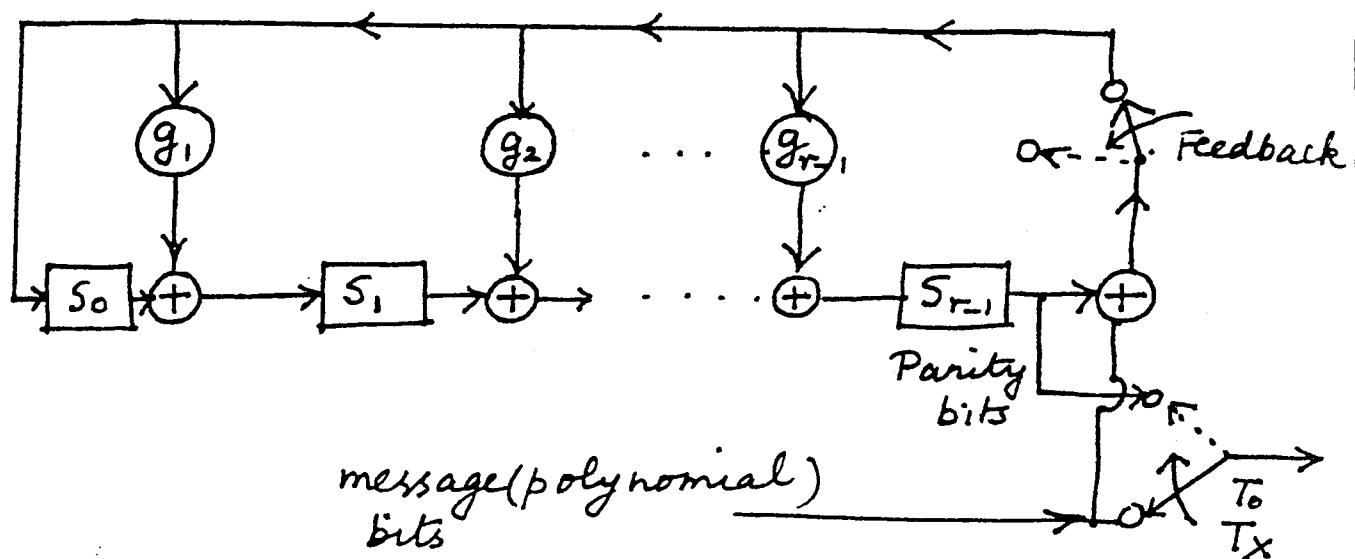 g1 g2 . . . gr-1
Feedback
S0 + S1 + . . . . + Sr-1 +
Parity
bits
message(polynomial)
bits
To
Tx